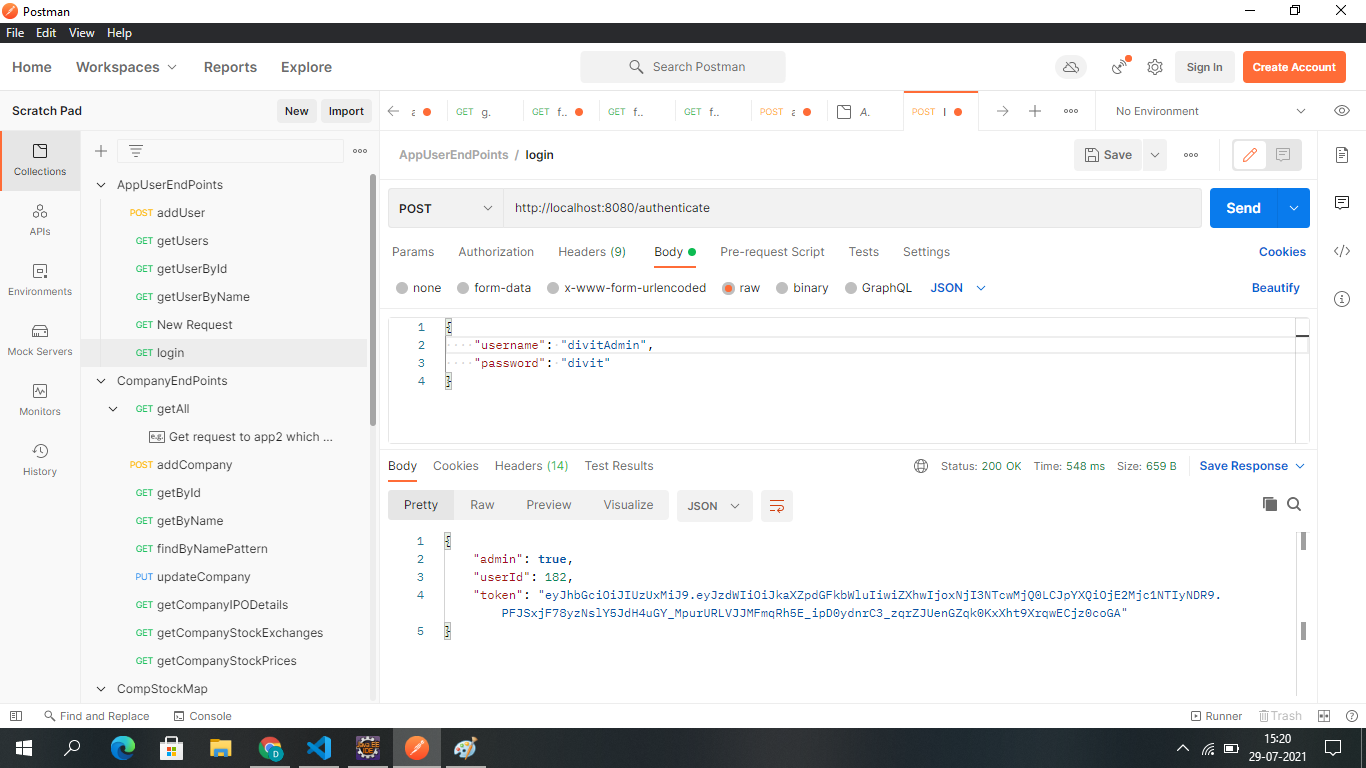 Postman
File Edit View Help
Home Workspaces Reports Explore Search Postman Sign In Create Account
Scratch Pad New Import
a GET g. GET f.. GET f.. GET f.. POST a A. POST l No Environment
Collections
APIs
Environments
Mock Servers
Monitors
History
AppUserEndPoints
POST addUser
GET getUsers
GET getUserById
GET getUserByName
GET New Request
GET login
CompanyEndPoints
GET getAll
e.g. Get request to app2 which ...
POST addCompany
GET getById
GET getByName
GET findByNamePattern
PUT updateCompany
GET getCompanyIPODetails
GET getCompanyStockExchanges
GET getCompanyStockPrices
CompStockMap
AppUserEndPoints / login Save
POST http://localhost:8080/authenticate Send
Params Authorization Headers (9) Body Pre-request Script Tests Settings Cookies
none form-data x-www-form-urlencoded raw binary GraphQL JSON Beautify
1 {
2 "username": "divitAdmin",
3 "password": "divit"
4 }
Body Cookies Headers (14) Test Results Status: 200 OK Time: 548 ms Size: 659 B Save Response
Pretty Raw Preview Visualize JSON
1 {
2 "admin": true,
3 "userId": 182,
4 "token": "eyJhbGciOiJIUzUxMiJ9.eyJzdWIiOiJkaXZpdGFkbWluIiwiZXhwIjoxNjI3NTcwMjQ0LCJpYXQiOjE2Mjc1NTIyNDR9.
PFJSxjF78yzNslY5JdH4uGY_MpurURLVJJMFmqRh5E_ipD0ydnrC3_zqrZJUenGZqk0KxXht9XrqwECjz0coGA"
5 }
Find and Replace Console Runner Trash
15:20
29-07-2021